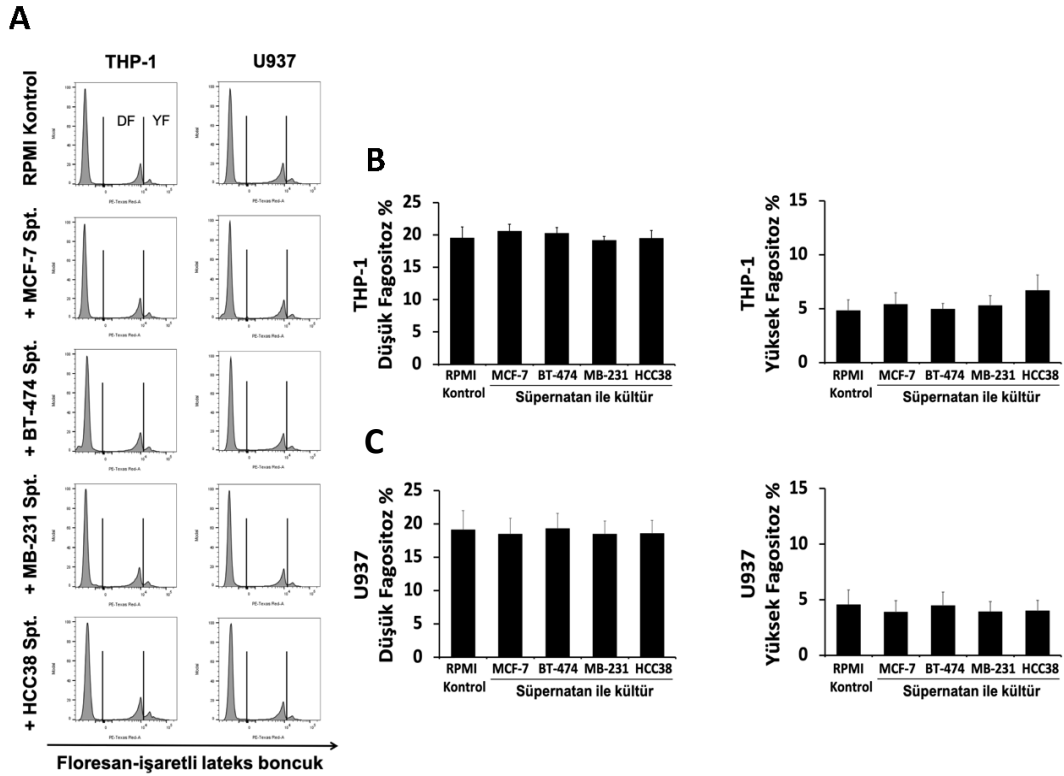 A
THP-1 U937
RPMI Kontrol
DF YF
+ MCF-7 Spt.
+ BT-474 Spt.
+ MB-231 Spt.
+ HCC38 Spt.
PE-Texas Red-A
Floresan-işaretli lateks boncuk
B
THP-1
Düşük Fagositoz %
25
20
15
10
5
0
RPMI Kontrol MCF-7 BT-474 MB-231 HCC38
Süpernatan ile kültür
THP-1
Yüksek Fagositoz %
15
10
5
0
RPMI Kontrol MCF-7 BT-474 MB-231 HCC38
Süpernatan ile kültür
C
U937
Düşük Fagositoz %
25
20
15
10
5
0
RPMI Kontrol MCF-7 BT-474 MB-231 HCC38
Süpernatan ile kültür
U937
Yüksek Fagositoz %
15
10
5
0
RPMI Kontrol MCF-7 BT-474 MB-231 HCC38
Süpernatan ile kültür